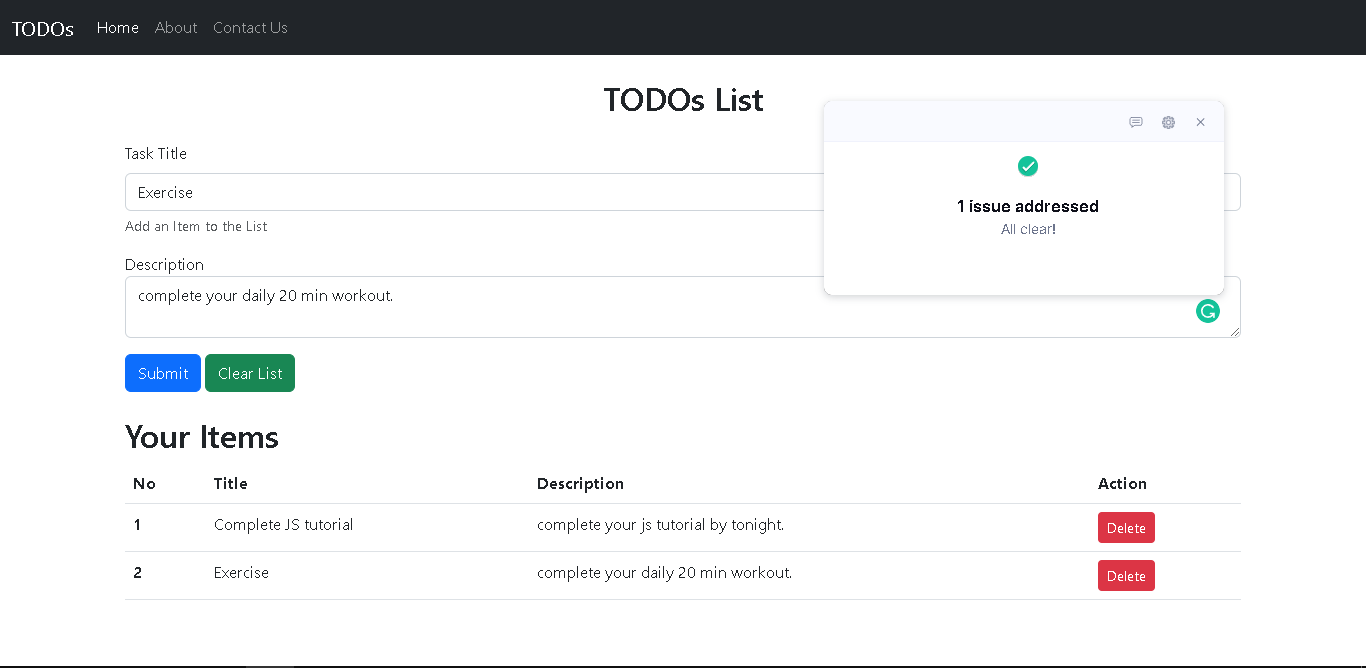 TODOs Home About Contact Us
TODOs List
Task Title
Exercise
Add an Item to the List
Description
complete your daily 20 min workout.
1 issue addressed
All clear!
Submit Clear List
Your Items
No Title Description Action
1 Complete JS tutorial complete your js tutorial by tonight. Delete
2 Exercise complete your daily 20 min workout. Delete